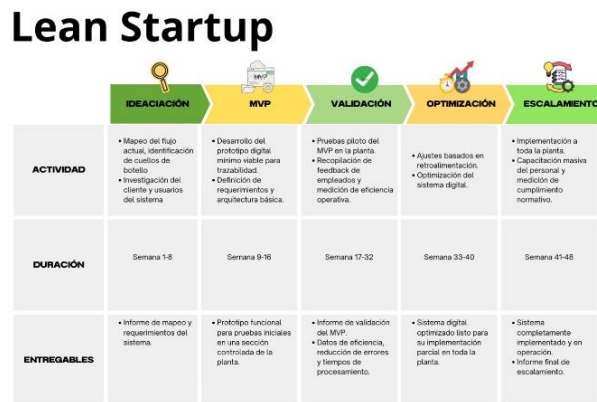 Lean Startup
MVP
IDEACIACIÓN
MVP
VALIDACIÓN
OPTIMIZACIÓN
ESCALAMIENTO
ACTIVIDAD
• Mapeo del flujo
actual, identificación
de cuellos de
botello
• Investigación del
cliente y usuarios
del sistema
• Desarrollo del
prototipo digital
mínimo viable para
trazabilidad.
• Definición de
requerimientos y
arquitectura básica.
• Pruebas piloto del
MVP en la planta.
• Recopilación de
feedback de
empleados y
medición de eficiencia
operativa.
• Ajustes basados en
retroalimentación.
• Optimización del
sistema digital.
• Implementación a
toda la planta.
• Capacitación masiva
del personal y
medición de
cumplimiento
normativo.
DURACIÓN
Semana 1-8
Semana 9-16
Semana 17-32
Semana 33-40
Semana 41-48
ENTREGABLES
• Informe de mapeo y
requerimientos del
sistema.
• Prototipo funcional
para pruebas iniciales
en una sección
controlada de la
planta.
• Informe de validación
del MVP.
• Datos de eficiencia,
reducción de errores
y tiempos de
procesamiento.
• Sistema digital
optimizado listo para
su implementación
parcial en toda la
planta.
• Sistema
completamente
implementado y en
operación.
• Informe final de
escalamiento.